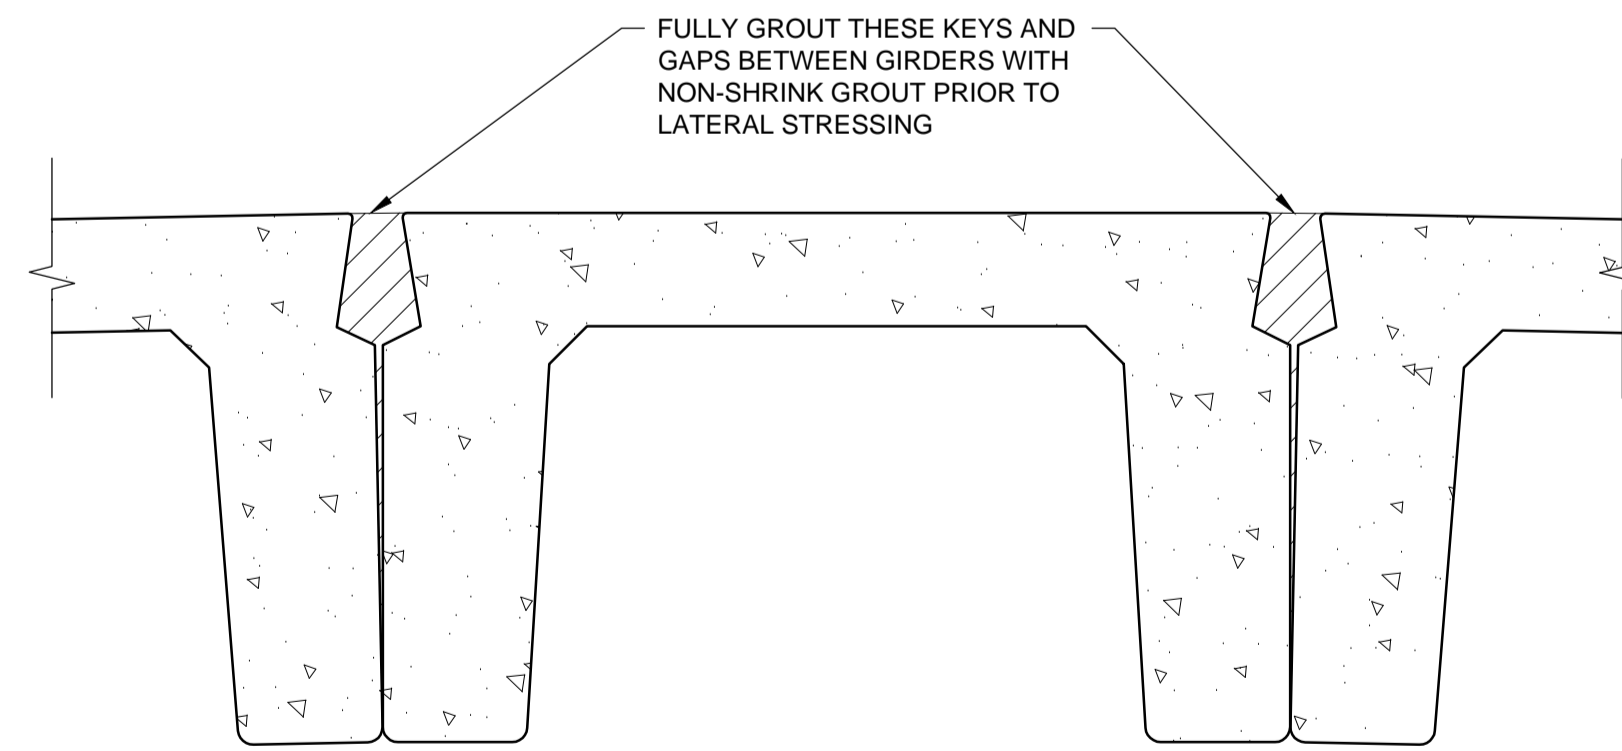 FULLY GROUT THESE KEYS AND
GAPS BETWEEN GIRDERS WITH
NON-SHRINK GROUT PRIOR TO
LATERAL STRESSING